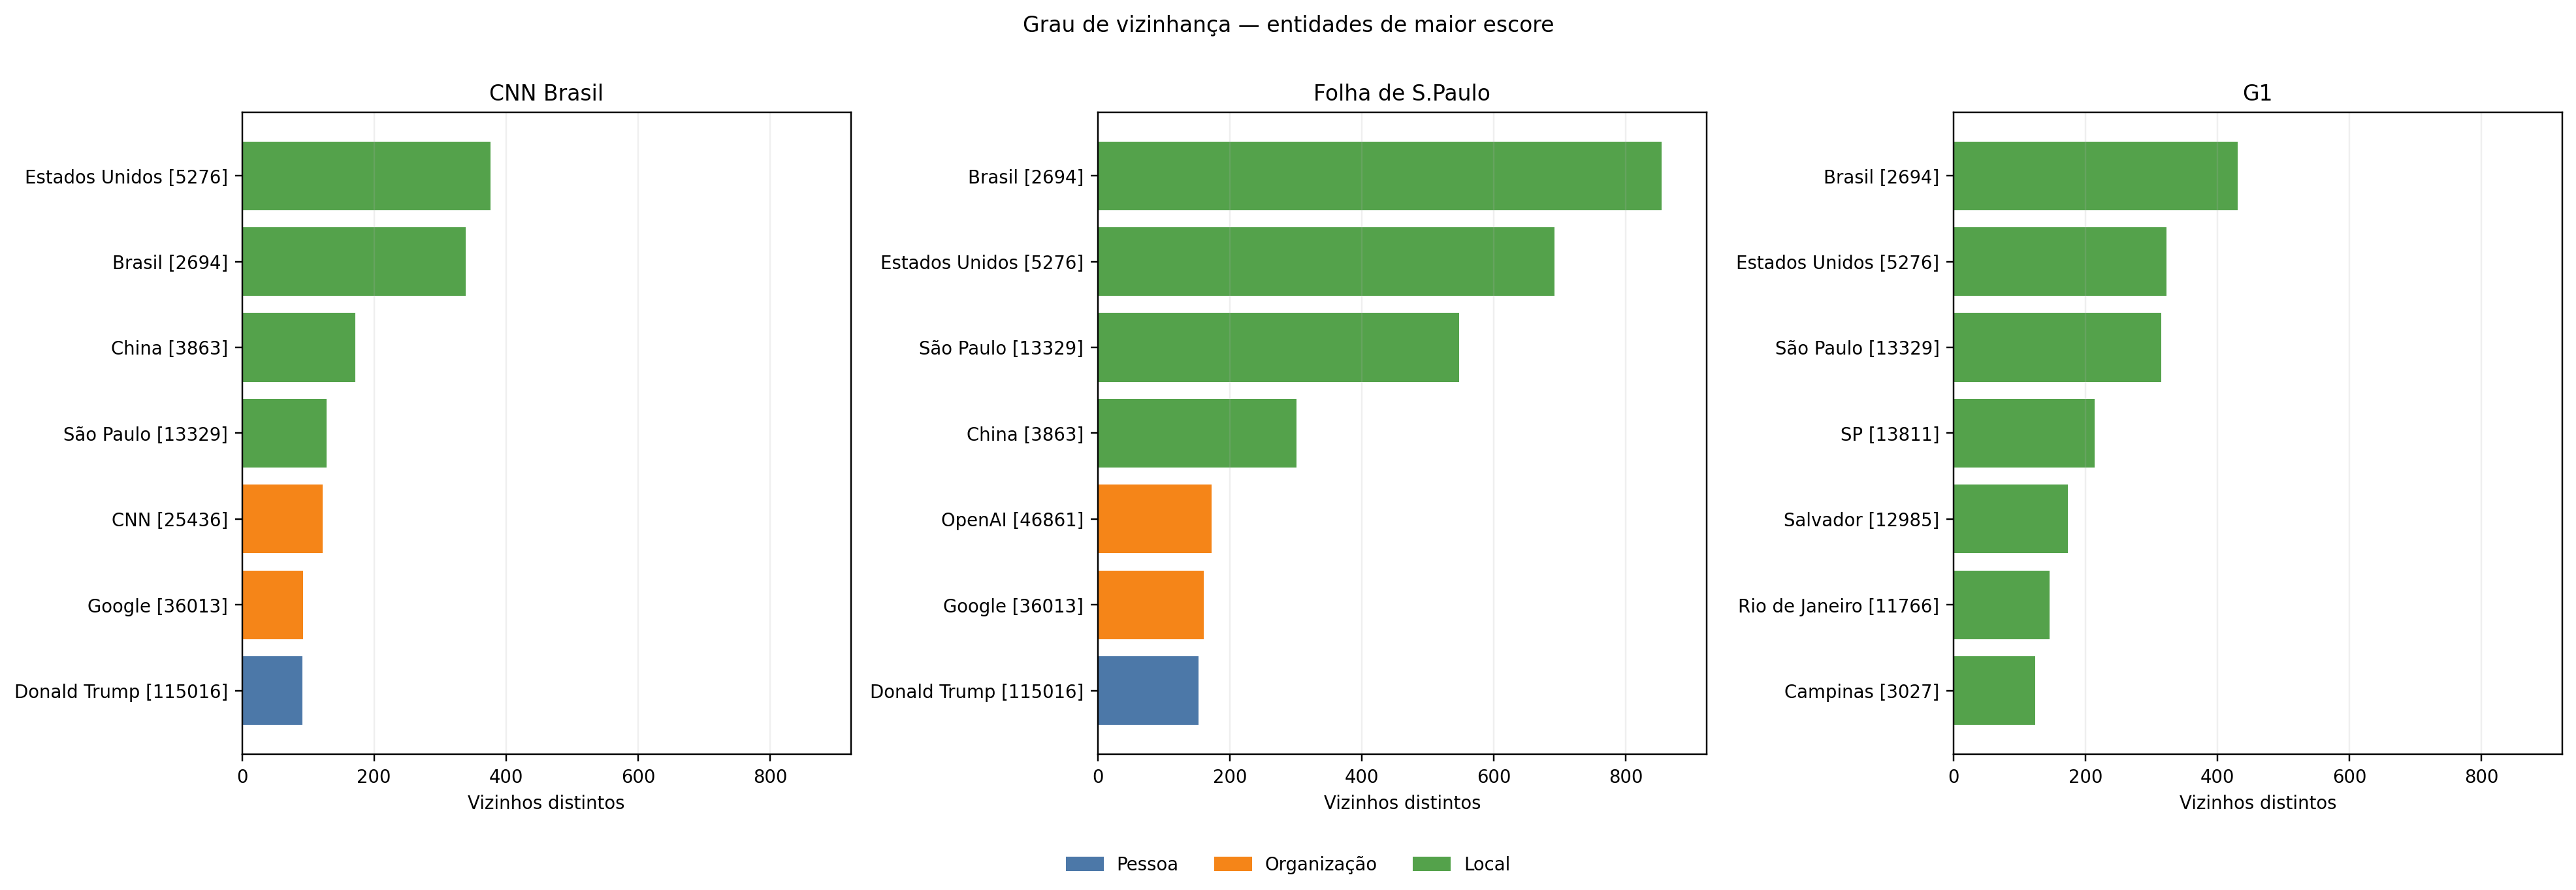 Grau de vizinhança — entidades de maior escore
CNN Brasil
Estados Unidos [5276]
Brasil [2694]
China [3863]
São Paulo [13329]
CNN [25436]
Google [36013]
Donald Trump [115016]
0 200 400 600 800
Vizinhos distintos
Folha de S.Paulo
Brasil [2694]
Estados Unidos [5276]
São Paulo [13329]
China [3863]
OpenAI [46861]
Google [36013]
Donald Trump [115016]
0 200 400 600 800
Vizinhos distintos
G1
Brasil [2694]
Estados Unidos [5276]
São Paulo [13329]
SP [13811]
Salvador [12985]
Rio de Janeiro [11766]
Campinas [3027]
0 200 400 600 800
Vizinhos distintos
Pessoa Organização Local